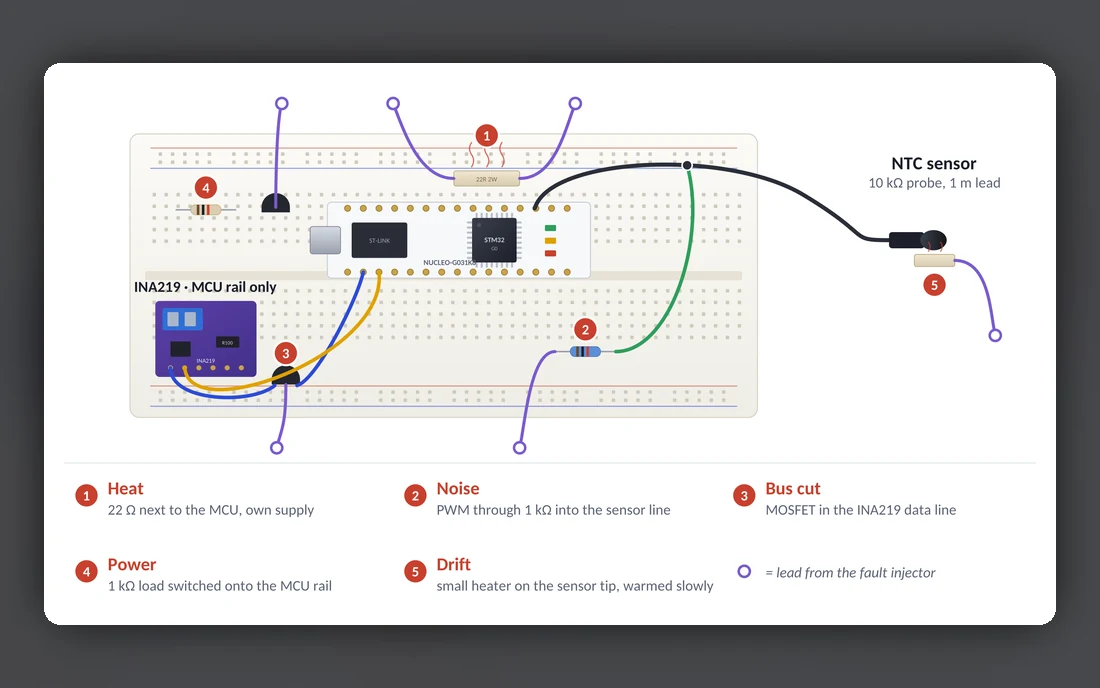 1
22R 2W
NTC sensor
10 kΩ probe, 1 m lead
4
ST-LINK
STM32
G0
NUCLEO-G031K8
5
INA219 · MCU rail only
R100
INA219
2
3
1 Heat
22 Ω next to the MCU, own supply
2 Noise
PWM through 1 kΩ into the sensor line
3 Bus cut
MOSFET in the INA219 data line
4 Power
1 kΩ load switched onto the MCU rail
5 Drift
small heater on the sensor tip, warmed slowly
= lead from the fault injector